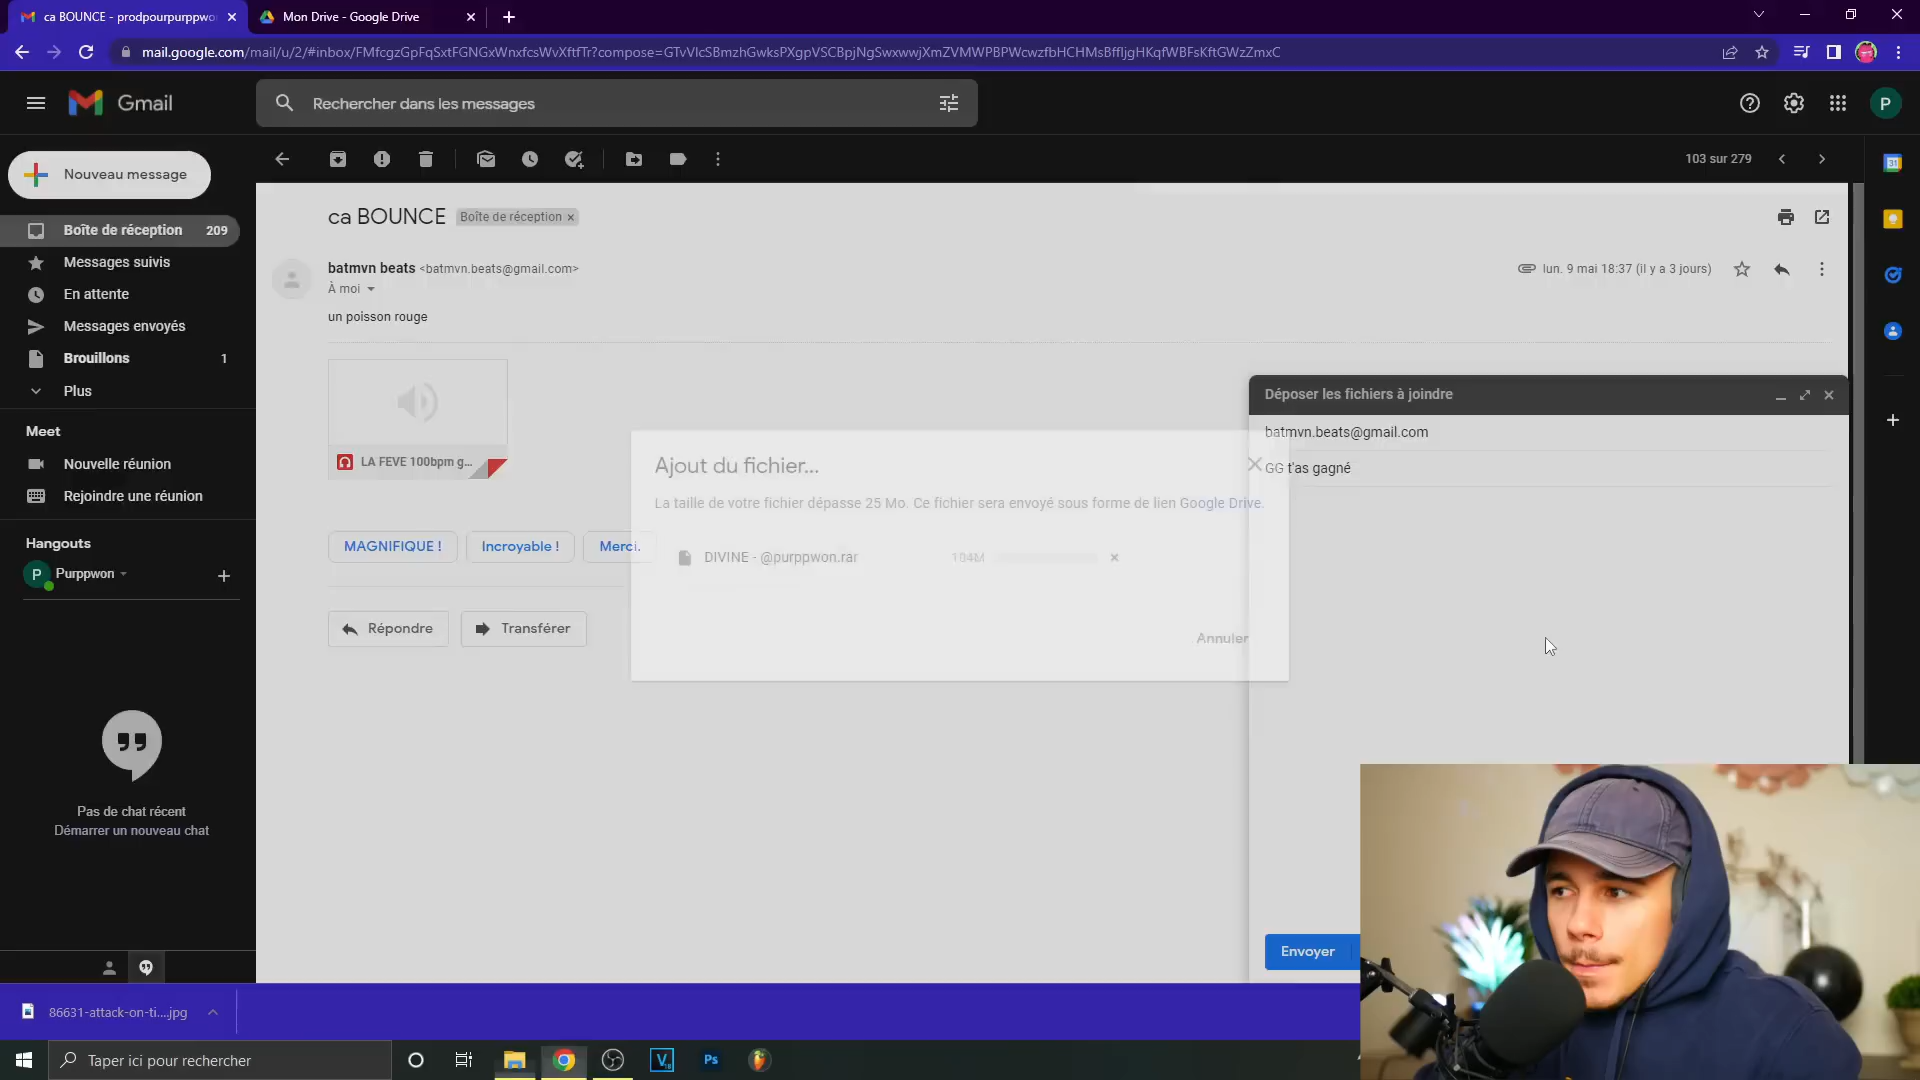 ca BOUNCE - prodpourpurppwo
Mon Drive - Google Drive
mail.google.com/mail/u/2/#inbox/FMfcgzGpFqSxtFGNGxWnxfcsWvXftfTr?compose=GTvVlcSBmzhGwksPXgpVSCBpjNgSwxwwjXmZVMWPBPWcwzfbHCHMsBffljgHKqfWBFsKftGWzZmxC
Gmail
Rechercher dans les messages
P
Nouveau message
103 sur 279
31
ca BOUNCE Boîte de réception ×
Boîte de réception 209
Messages suivis
En attente
Messages envoyés
Brouillons 1
Plus
batmvn beats <batmvn.beats@gmail.com>
lun. 9 mai 18:37 (il y a 3 jours)
À moi
un poisson rouge
LA FEVE 100bpm g...
Meet
Nouvelle réunion
Rejoindre une réunion
Hangouts
P Purppwon
Déposer les fichiers à joindre
batmvn.beats@gmail.com
GG t'as gagné
Ajout du fichier...
La taille de votre fichier dépasse 25 Mo. Ce fichier sera envoyé sous forme de lien Google Drive.
DIVINE - @purppwon.rar 104M
Annuler
MAGNIFIQUE !
Incroyable !
Merci.
Répondre
Transférer
Pas de chat récent
Démarrer un nouveau chat
Envoyer
86631-attack-on-ti....jpg
Taper ici pour rechercher
V
18
Ps